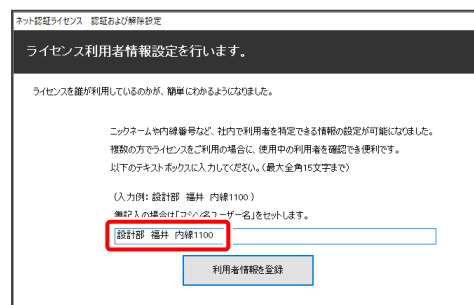 ネット認証ライセンス 認証および解除設定
ライセンス利用者情報設定を行います。
ライセンスを誰が利用しているのかが、簡単にわかるようになりました。
ニックネームや内線番号など、社内で利用者を特定できる情報の設定が可能になりました。
複数の方でライセンスをご利用の場合に、使用中の利用者を確認でき便利です。
以下のテキストボックスに入力してください。(最大全角15文字まで)
(入力例: 設計部 福井 内線1100 )
無記入の場合は「マシン名ユーザー名」をセットします。
設計部 福井 内線1100
利用者情報を登録